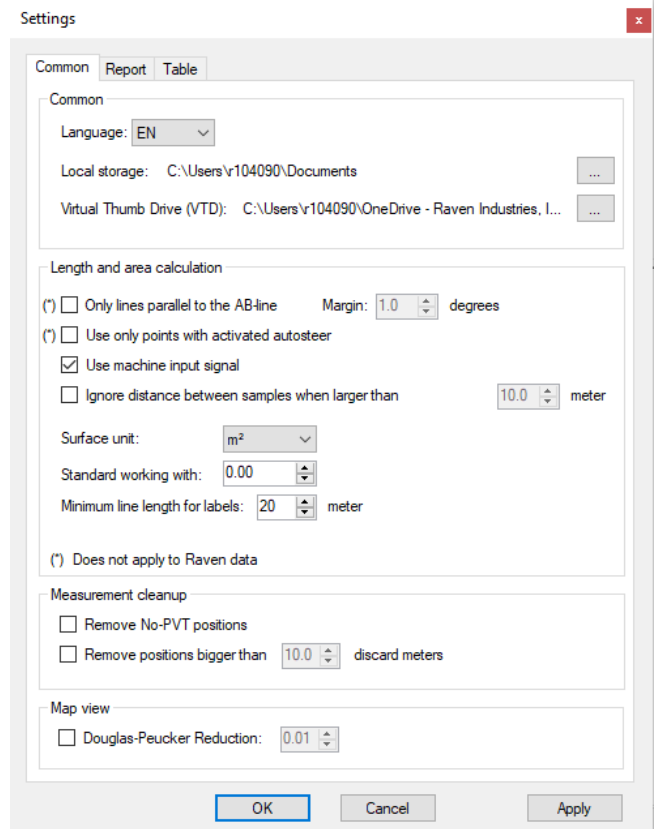 Settings
x
Common Report Table
Common
Language: EN
Local storage: C:\Users\r104090\Documents
...
Virtual Thumb Drive (VTD): C:\Users\r104090\OneDrive - Raven Industries, I...
...
Length and area calculation
(*) Only lines parallel to the AB-line Margin: 1.0 degrees
(*) Use only points with activated autosteer
Use machine input signal
Ignore distance between samples when larger than 10.0 meter
Surface unit: m²
Standard working with: 0.00
Minimum line length for labels: 20 meter
(*) Does not apply to Raven data
Measurement cleanup
Remove No-PVT positions
Remove positions bigger than 10.0 discard meters
Map view
Douglas-Peucker Reduction: 0.01
OK Cancel Apply